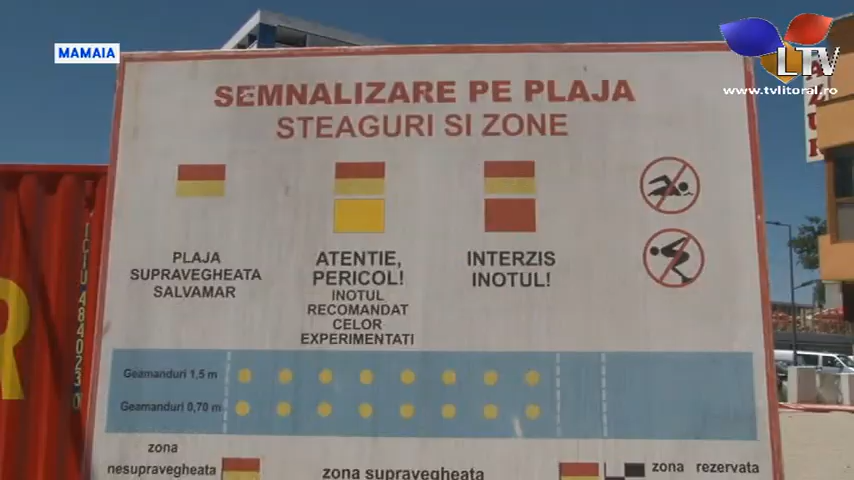 MAMAIA
LTV
www.tvlitoral.ro
SEMNALIZARE PE PLAJA
STEAGURI SI ZONE
PLAJA
SUPRAVEGHEATA
SALVAMAR
ATENTIE,
PERICOL!
INOTUL
RECOMANDAT
CELOR
EXPERIMENTATI
INTERZIS
INOTUL!
Geamanduri 1,5 m
Geamanduri 0,70 m
zona
nesupravegheata
zona supravegheata
zona rezervata